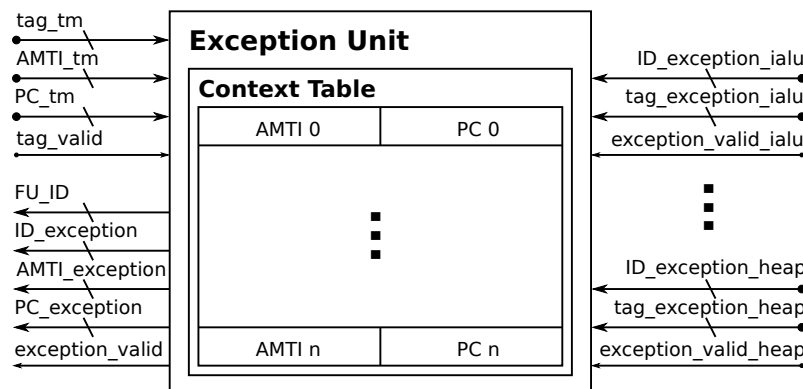 tag_tm
AMTI_tm
PC_tm
tag_valid
FU_ID
ID_exception
AMTI_exception
PC_exception
exception_valid
Exception Unit
Context Table
AMTI 0 PC 0
AMTI n PC n
ID_exception_ialu
tag_exception_ialu
exception_valid_ialu
ID_exception_heap
tag_exception_heap
exception_valid_heap